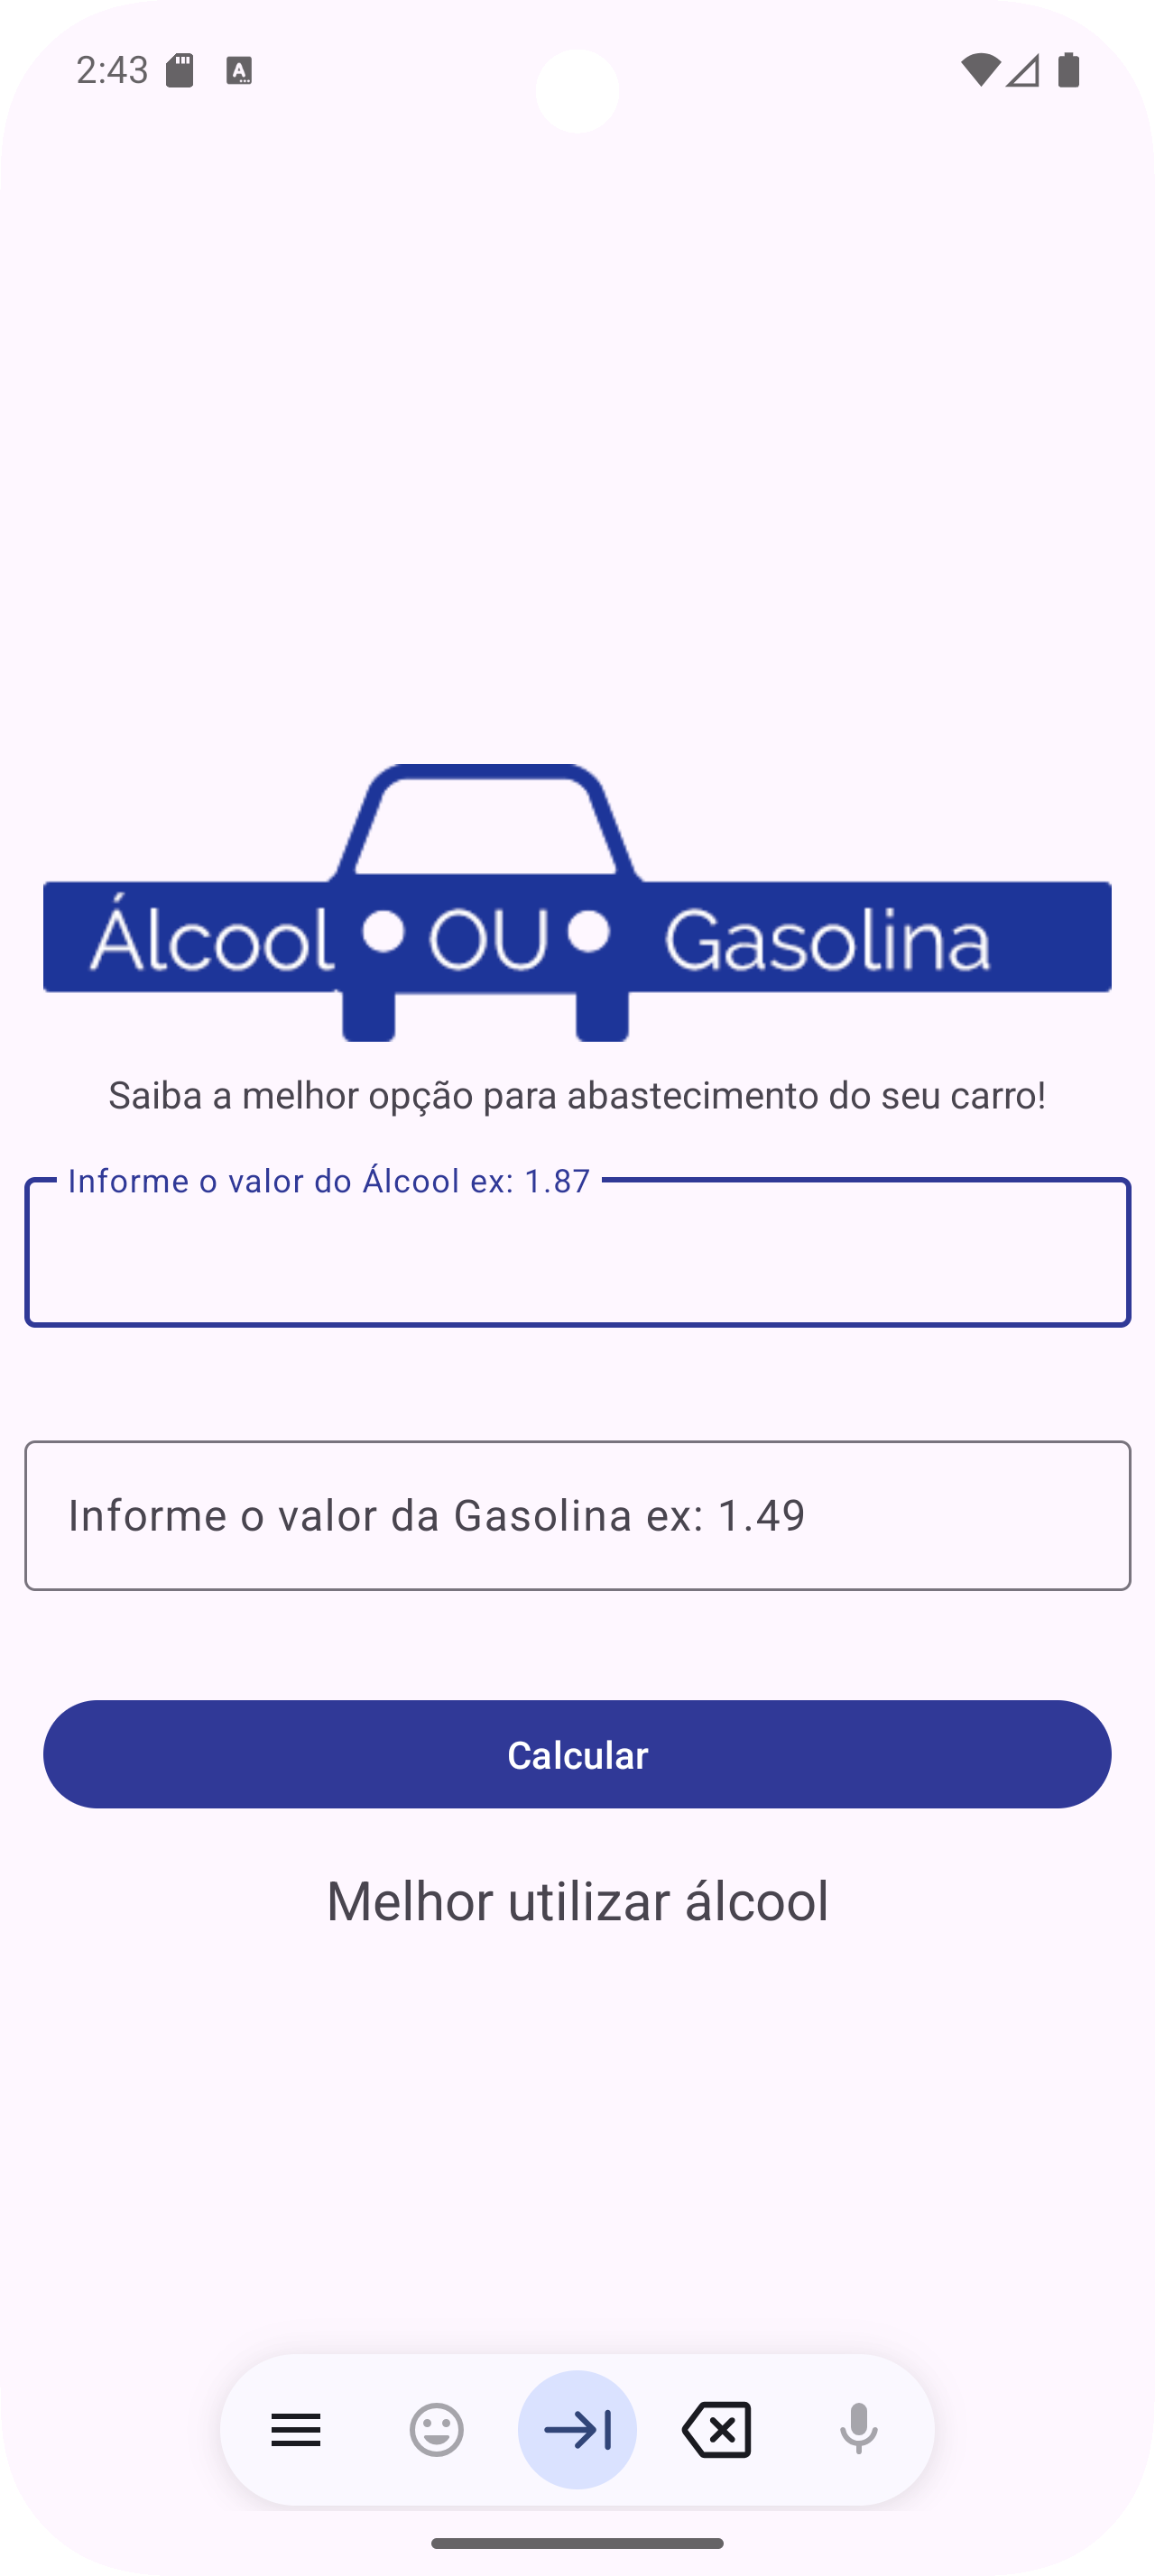 2:43
Álcool OU Gasolina
Saiba a melhor opção para abastecimento do seu carro!
Informe o valor do Álcool ex: 1.87
Informe o valor da Gasolina ex: 1.49
Calcular
Melhor utilizar álcool